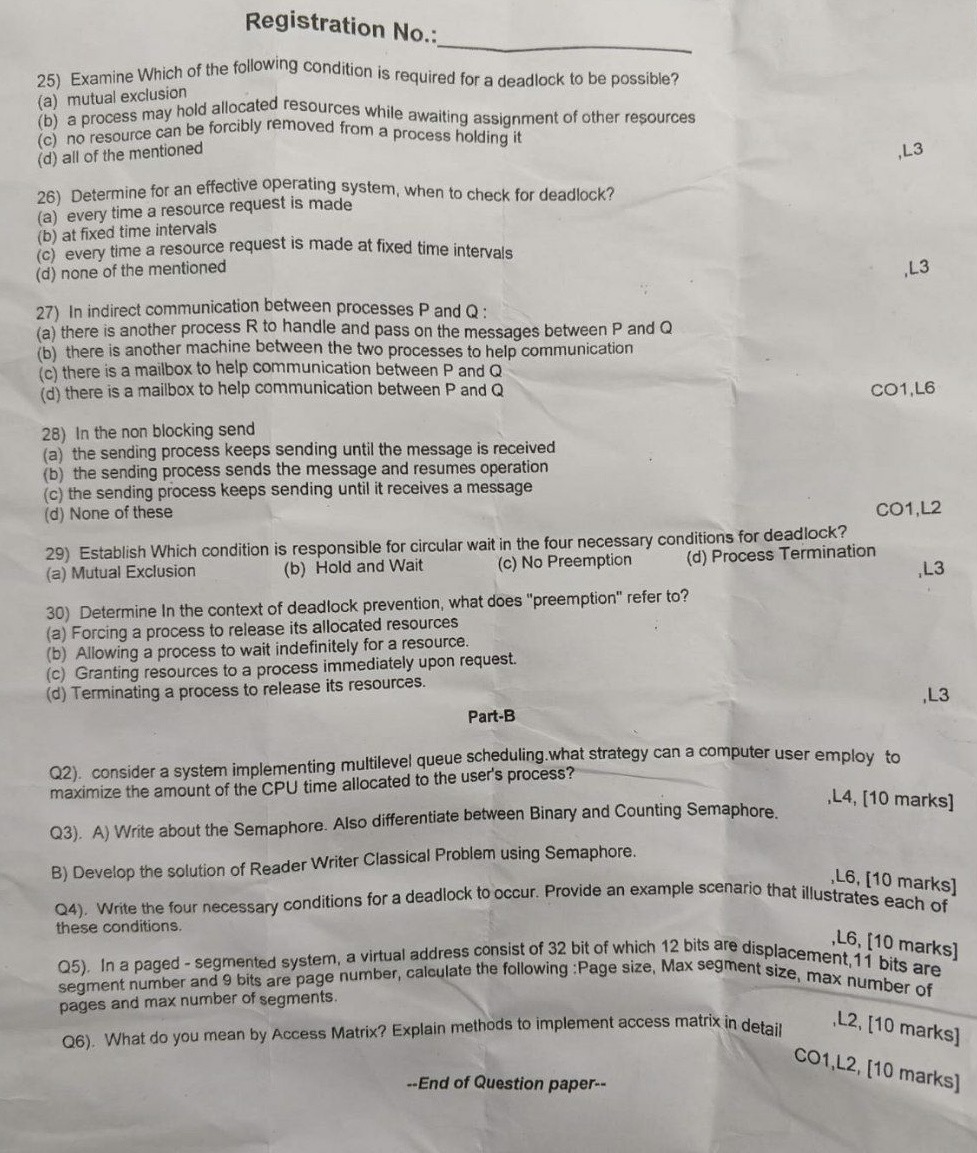 Registration No.:
25) Examine Which of the following condition is required for a deadlock to be possible?
(a) mutual exclusion
(b) a process may hold allocated resources while awaiting assignment of other resources
(c) no resource can be forcibly removed from a process holding it
(d) all of the mentioned
,L3
26) Determine for an effective operating system, when to check for deadlock?
(a) every time a resource request is made
(b) at fixed time intervals
(c) every time a resource request is made at fixed time intervals
(d) none of the mentioned
,L3
27) In indirect communication between processes P and Q :
(a) there is another process R to handle and pass on the messages between P and Q
(b) there is another machine between the two processes to help communication
(c) there is a mailbox to help communication between P and Q
(d) there is a mailbox to help communication between P and Q
CO1,L6
28) In the non blocking send
(a) the sending process keeps sending until the message is received
(b) the sending process sends the message and resumes operation
(c) the sending process keeps sending until it receives a message
(d) None of these
CO1,L2
29) Establish Which condition is responsible for circular wait in the four necessary conditions for deadlock?
(a) Mutual Exclusion (b) Hold and Wait (c) No Preemption (d) Process Termination
,L3
30) Determine In the context of deadlock prevention, what does "preemption" refer to?
(a) Forcing a process to release its allocated resources
(b) Allowing a process to wait indefinitely for a resource.
(c) Granting resources to a process immediately upon request.
(d) Terminating a process to release its resources.
,L3
Part-B
Q2). consider a system implementing multilevel queue scheduling.what strategy can a computer user employ to
maximize the amount of the CPU time allocated to the user's process?
,L4, [10 marks]
Q3). A) Write about the Semaphore. Also differentiate between Binary and Counting Semaphore.
B) Develop the solution of Reader Writer Classical Problem using Semaphore.
,L6, [10 marks]
Q4). Write the four necessary conditions for a deadlock to occur. Provide an example scenario that illustrates each of
these conditions.
,L6, [10 marks]
Q5). In a paged - segmented system, a virtual address consist of 32 bit of which 12 bits are displacement,11 bits are
segment number and 9 bits are page number, calculate the following :Page size, Max segment size, max number of
pages and max number of segments.
,L2, [10 marks]
Q6). What do you mean by Access Matrix? Explain methods to implement access matrix in detail
CO1,L2, [10 marks]
--End of Question paper--